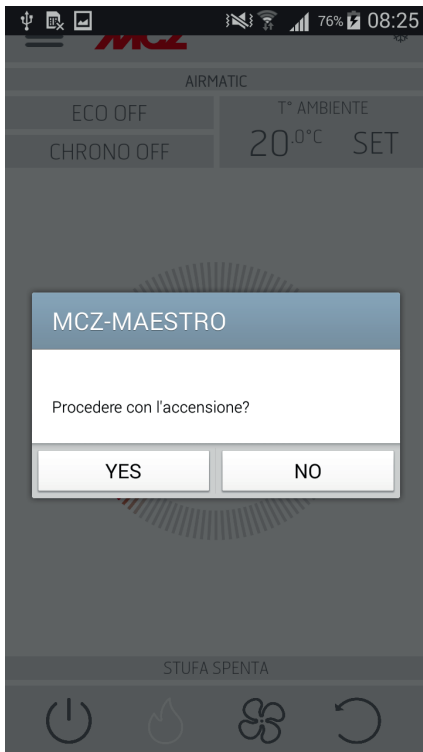 76% 08:25
MCZ
AIRMATIC
ECO OFF
T° AMBIENTE
CHRONO OFF
20.0°C SET
MCZ-MAESTRO
Procedere con l'accensione?
YES NO
STUFA SPENTA